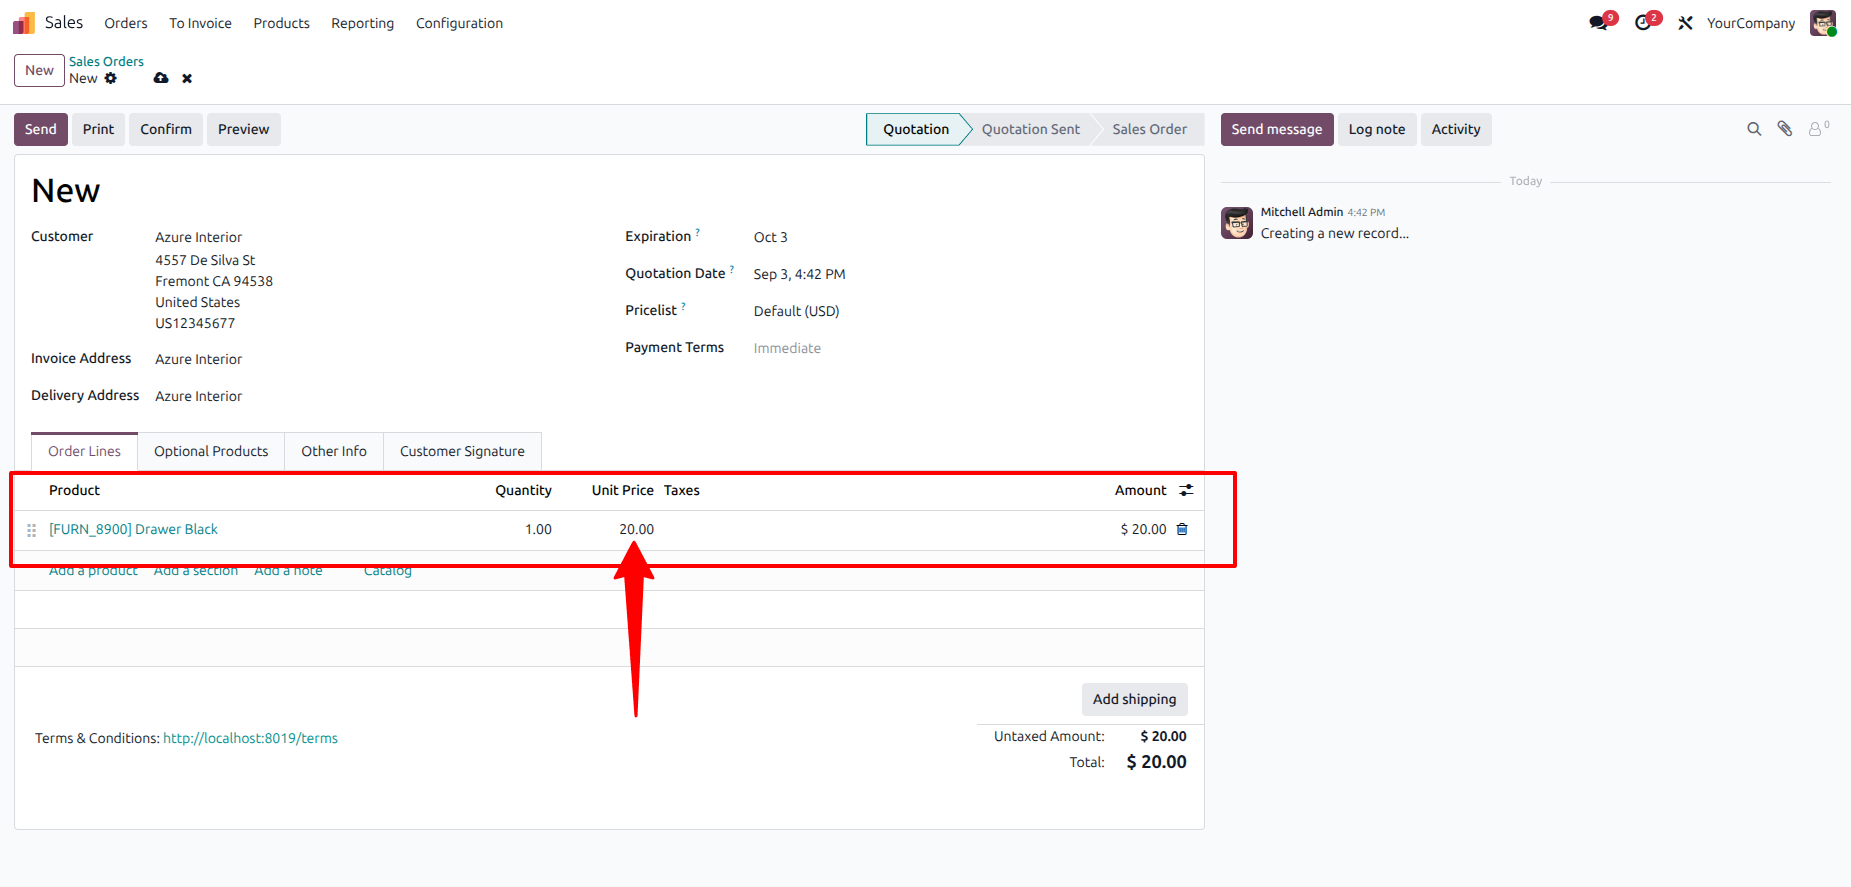 Sales Orders To Invoice Products Reporting Configuration 9 2 YourCompany
New Sales Orders
New
Send Print Confirm Preview Quotation Quotation Sent Sales Order Send message Log note Activity 0
New
Today
Mitchell Admin 4:42 PM
Creating a new record...
Customer Azure Interior
4557 De Silva St
Fremont CA 94538
United States
US12345677
Invoice Address Azure Interior
Delivery Address Azure Interior
Expiration ? Oct 3
Quotation Date ? Sep 3, 4:42 PM
Pricelist ? Default (USD)
Payment Terms Immediate
Order Lines Optional Products Other Info Customer Signature
Product Quantity Unit Price Taxes Amount
[FURN_8900] Drawer Black 1.00 20.00 $ 20.00
Add a product Add a section Add a note Catalog
Add shipping
Terms & Conditions: http://localhost:8019/terms
Untaxed Amount: $ 20.00
Total: $ 20.00